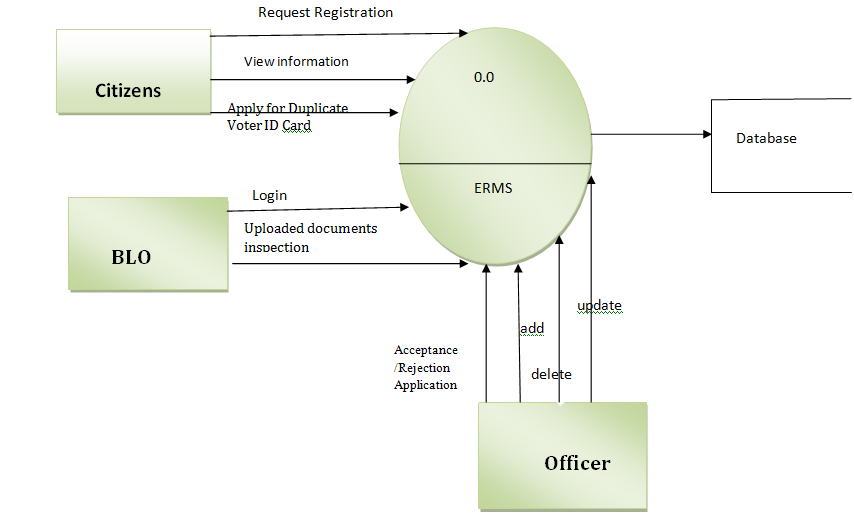 Request Registration
View information
Citizens
Apply for Duplicate
Voter ID Card
0.0
Database
ERMS
Login
Uploaded documents
inspection
BLO
update
add
Acceptance
/Rejection
Application
delete
Officer